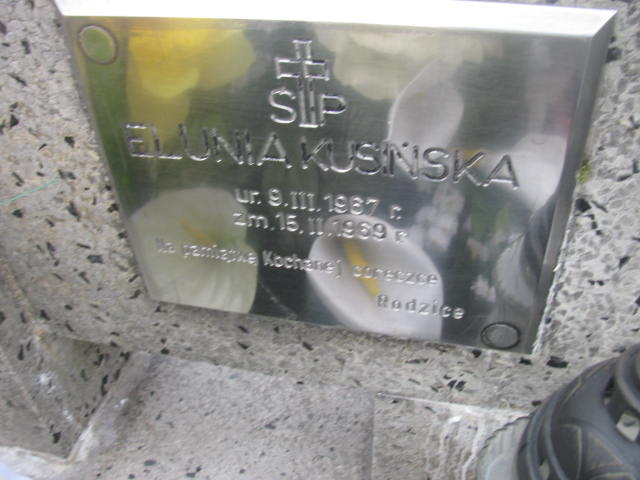 ŚP
ELUNIA KUSIŃSKA
ur. 9.III.1967 r.
zm. 15.II.1969 r
Na pamiątkę Kochanej córeczce
Rodzice